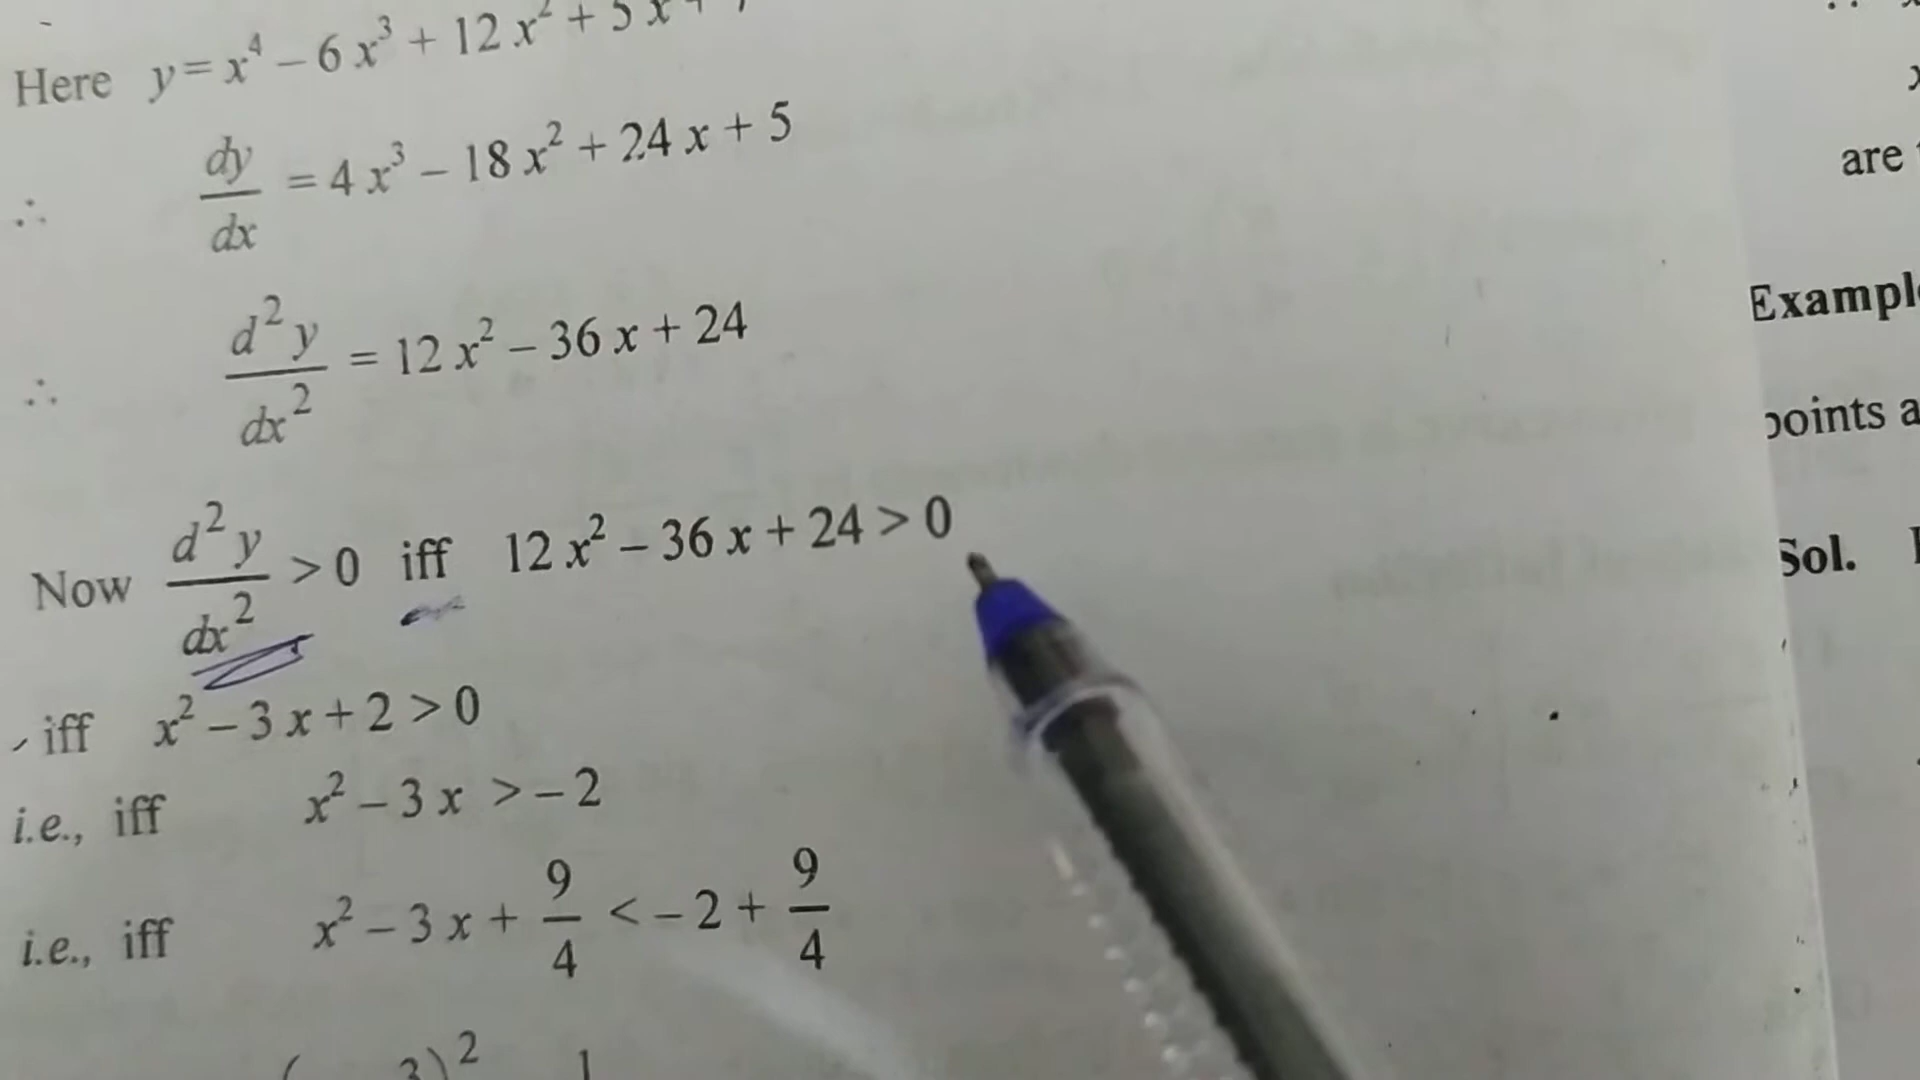 Here y = x⁴ − 6x³ + 12x² + 5x +
∴ dy/dx = 4x³ − 18x² + 24x + 5
∴ d²y/dx² = 12x² − 36x + 24
Now d²y/dx² > 0 iff 12x² − 36x + 24 > 0
iff x² − 3x + 2 > 0
i.e., iff x² − 3x > −2
i.e., iff x² − 3x + 9/4 < −2 + 9/4
are
Exampl
points a
Sol.